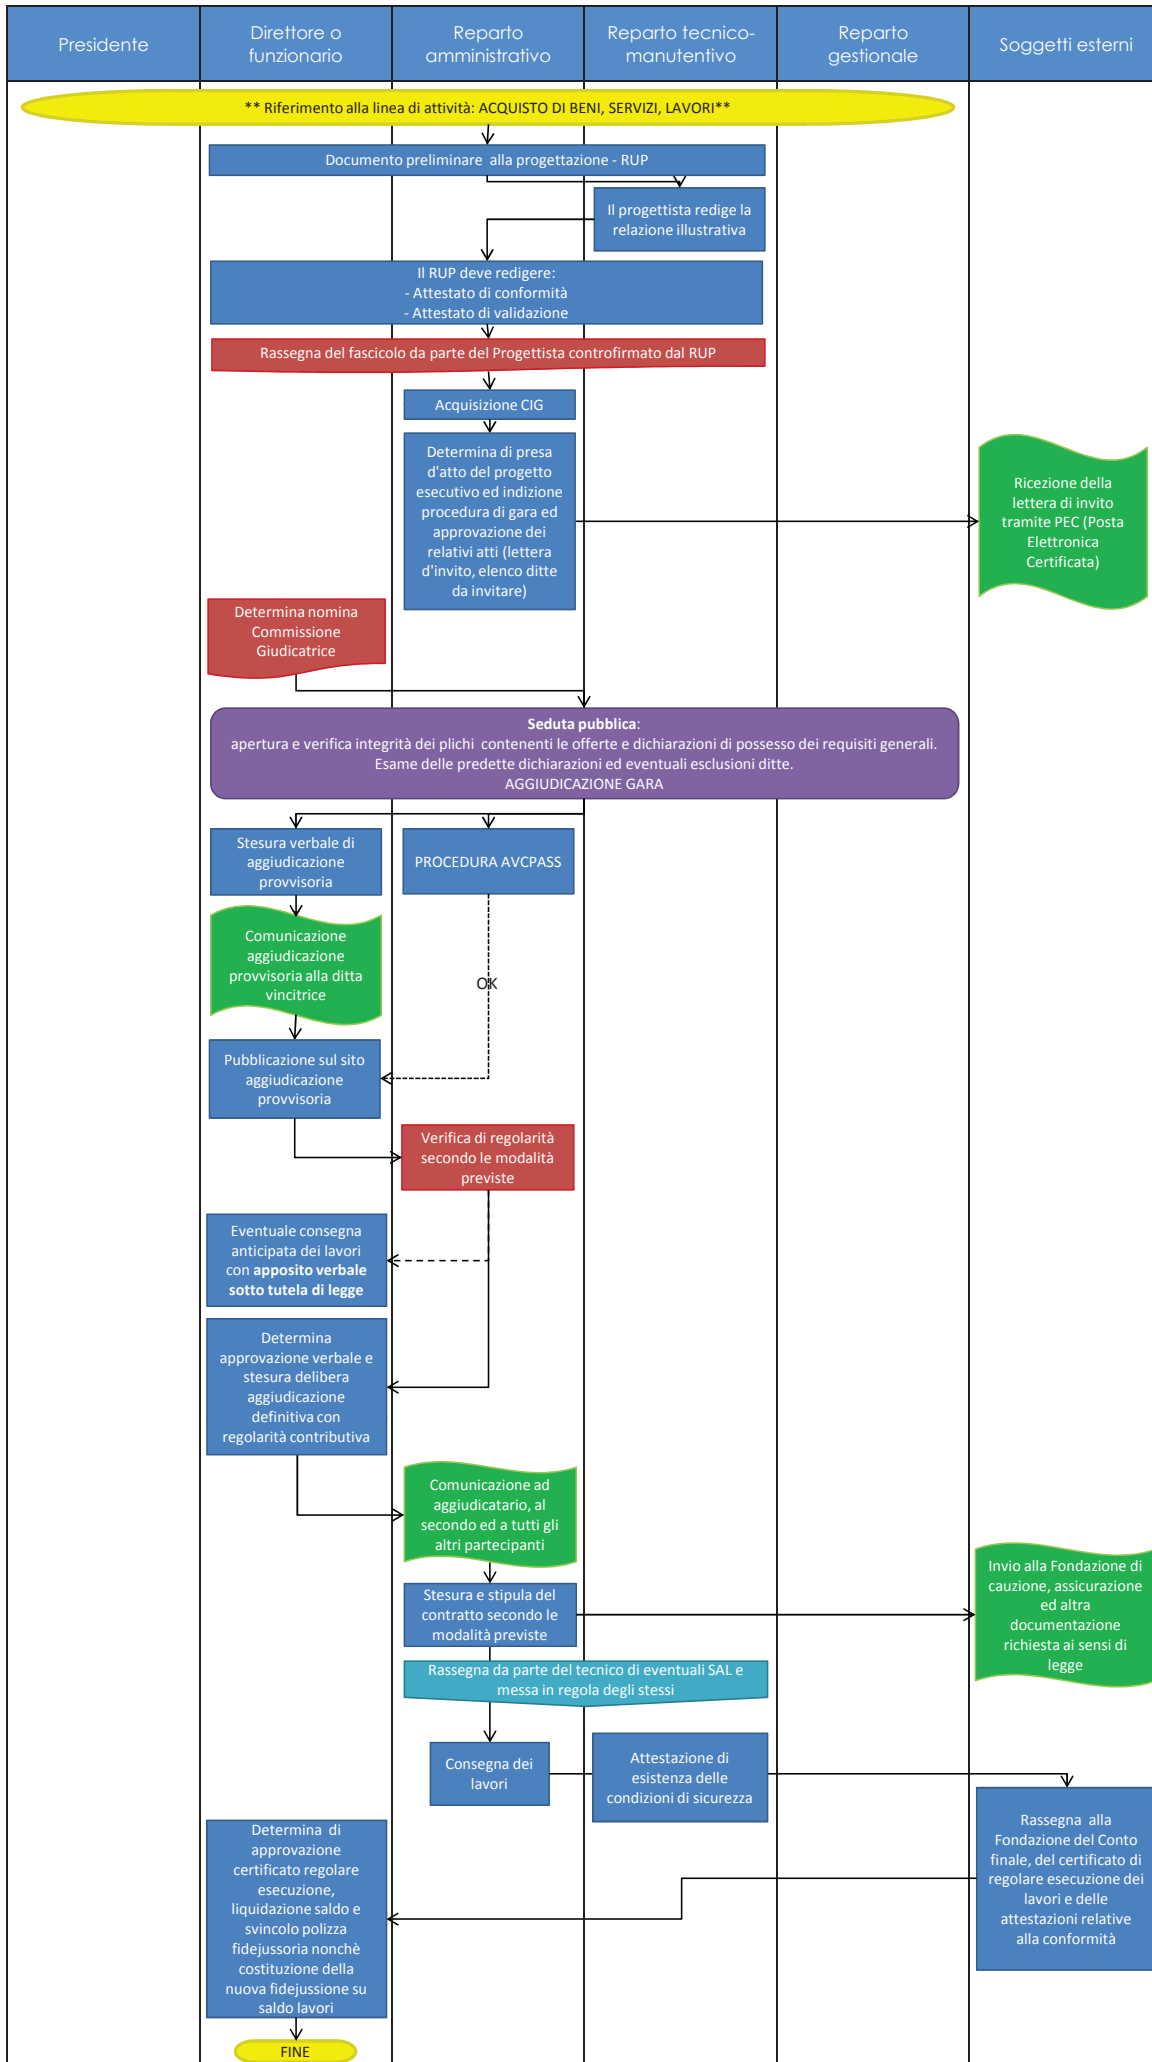 Presidente
Direttore o
funzionario
Reparto
amministrativo
Reparto tecnico-
manutentivo
Reparto
gestionale
Soggetti esterni
** Riferimento alla linea di attività: ACQUISTO DI BENI, SERVIZI, LAVORI**
Documento preliminare alla progettazione - RUP
Il progettista redige la
relazione illustrativa
Il RUP deve redigere:
- Attestato di conformità
- Attestato di validazione
Rassegna del fascicolo da parte del Progettista controfirmato dal RUP
Acquisizione CIG
Determina di presa
d'atto del progetto
esecutivo ed indizione
procedura di gara ed
approvazione dei
relativi atti (lettera
d'invito, elenco ditte
da invitare)
Ricezione della
lettera di invito
tramite PEC (Posta
Elettronica
Certificata)
Determina nomina
Commissione
Giudicatrice
Seduta pubblica:
apertura e verifica integrità dei plichi contenenti le offerte e dichiarazioni di possesso dei requisiti generali.
Esame delle predette dichiarazioni ed eventuali esclusioni ditte.
AGGIUDICAZIONE GARA
Stesura verbale di
aggiudicazione
provvisoria
PROCEDURA AVCPASS
Comunicazione
aggiudicazione
provvisoria alla ditta
vincitrice
OK
Pubblicazione sul sito
aggiudicazione
provvisoria
Verifica di regolarità
secondo le modalità
previste
Eventuale consegna
anticipata dei lavori
con apposito verbale
sotto tutela di legge
Determina
approvazione verbale e
stesura delibera
aggiudicazione
definitiva con
regolarità contributiva
Comunicazione ad
aggiudicatario, al
secondo ed a tutti gli
altri partecipanti
Stesura e stipula del
contratto secondo le
modalità previste
Invio alla Fondazione di
cauzione, assicurazione
ed altra
documentazione
richiesta ai sensi di
legge
Rassegna da parte del tecnico di eventuali SAL e
messa in regola degli stessi
Consegna dei
lavori
Attestazione di
esistenza delle
condizioni di sicurezza
Rassegna alla
Fondazione del Conto
finale, del certificato di
regolare esecuzione dei
lavori e delle
attestazioni relative
alla conformità
Determina di
approvazione
certificato regolare
esecuzione,
liquidazione saldo e
svincolo polizza
fidejussoria nonchè
costituzione della
nuova fidejussione su
saldo lavori
FINE